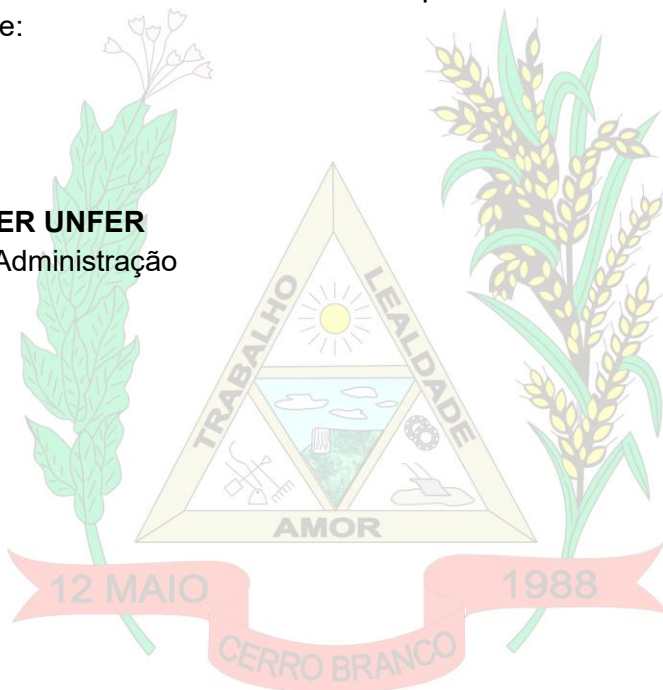 e:
ER UNFER
Administração
TRABALHO
LEALDADE
AMOR
12 MAIO
1988
CERRO BRANCO